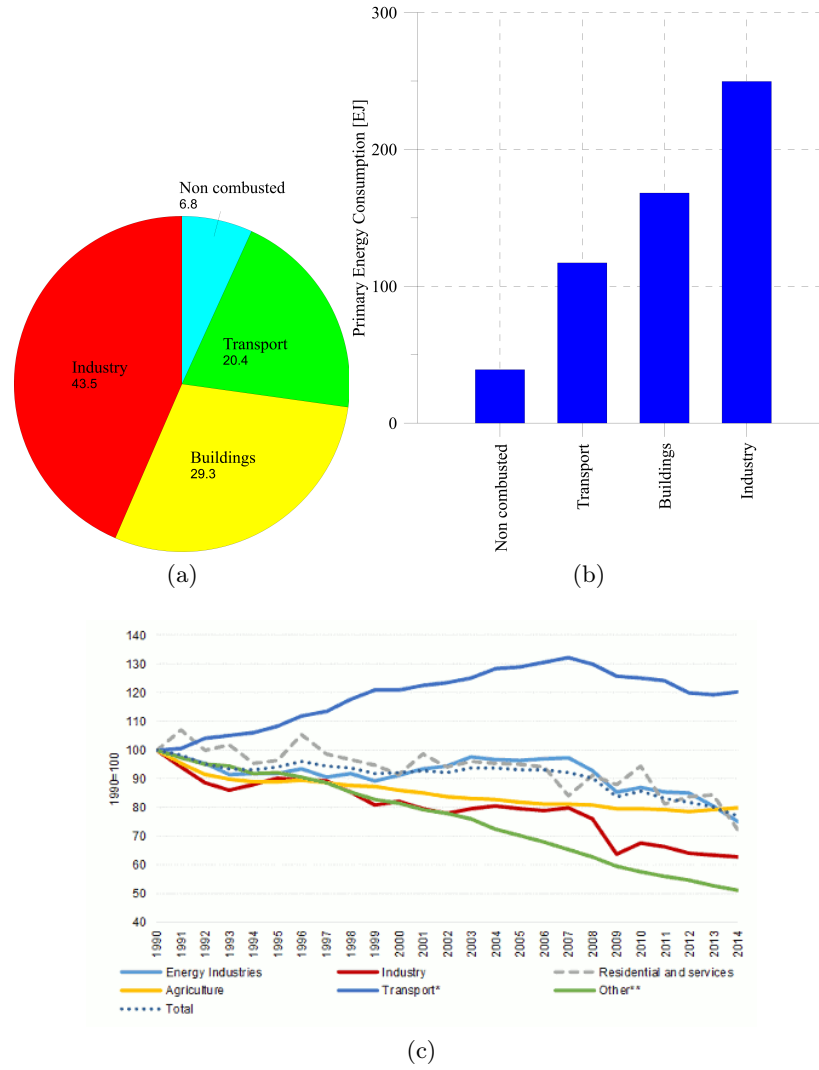 Non combusted
6.8
Transport
20.4
Industry
43.5
Buildings
29.3
(a)
Primary Energy Consumption [EJ]
300
200
100
0
Non combusted
Transport
Buildings
Industry
(b)
1990=100
140
130
120
110
100
90
80
70
60
50
40
1990 1991 1992 1993 1994 1995 1996 1997 1998 1999 2000 2001 2002 2003 2004 2005 2006 2007 2008 2009 2010 2011 2012 2013 2014
Energy Industries Industry Residential and services
Agriculture Transport* Other**
Total
(c)